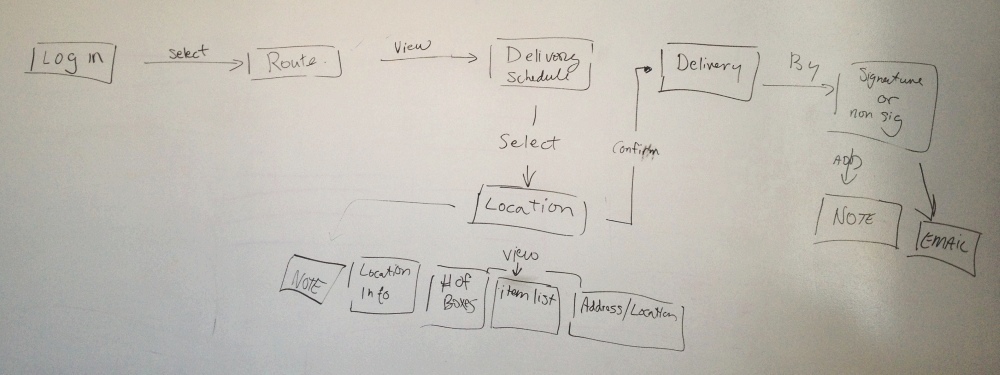 Log in
select
Route.
View
Delivery
Schedule
Select
Location
Confirm
Delivery
By
Signature
or
non sig
ADD
NOTE
EMAIL
View
NOTE
Location
Info
# of
Boxes
item list
Address/Location